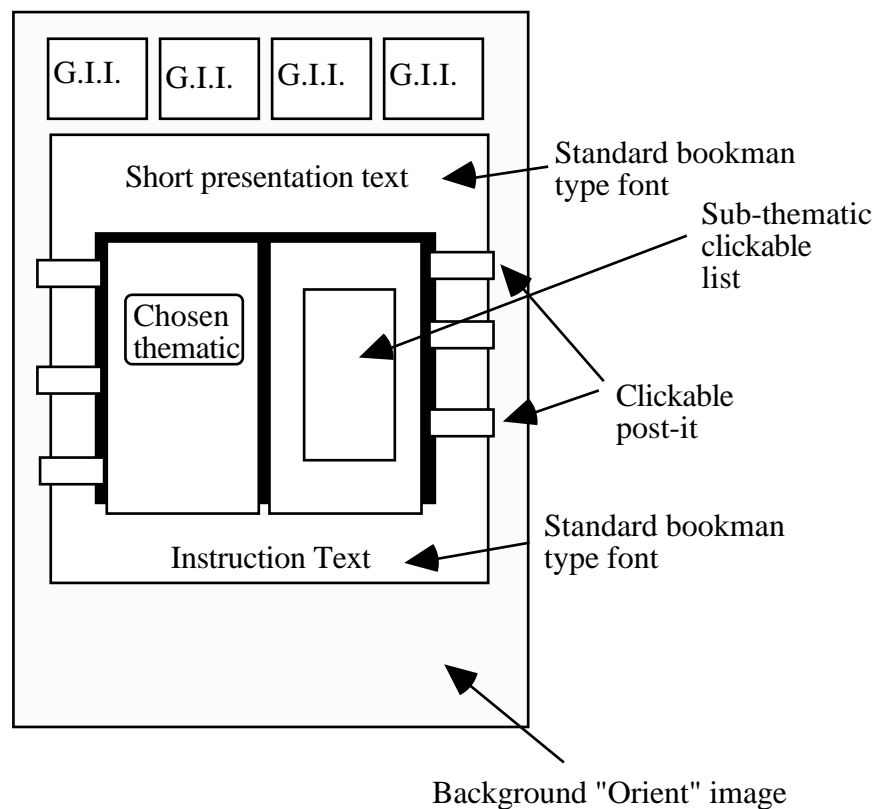 G.I.I. G.I.I. G.I.I. G.I.I.
Short presentation text
Standard bookman
type font
Sub-thematic
clickable
list
Chosen
thematic
Clickable
post-it
Instruction Text
Standard bookman
type font
Background "Orient" image